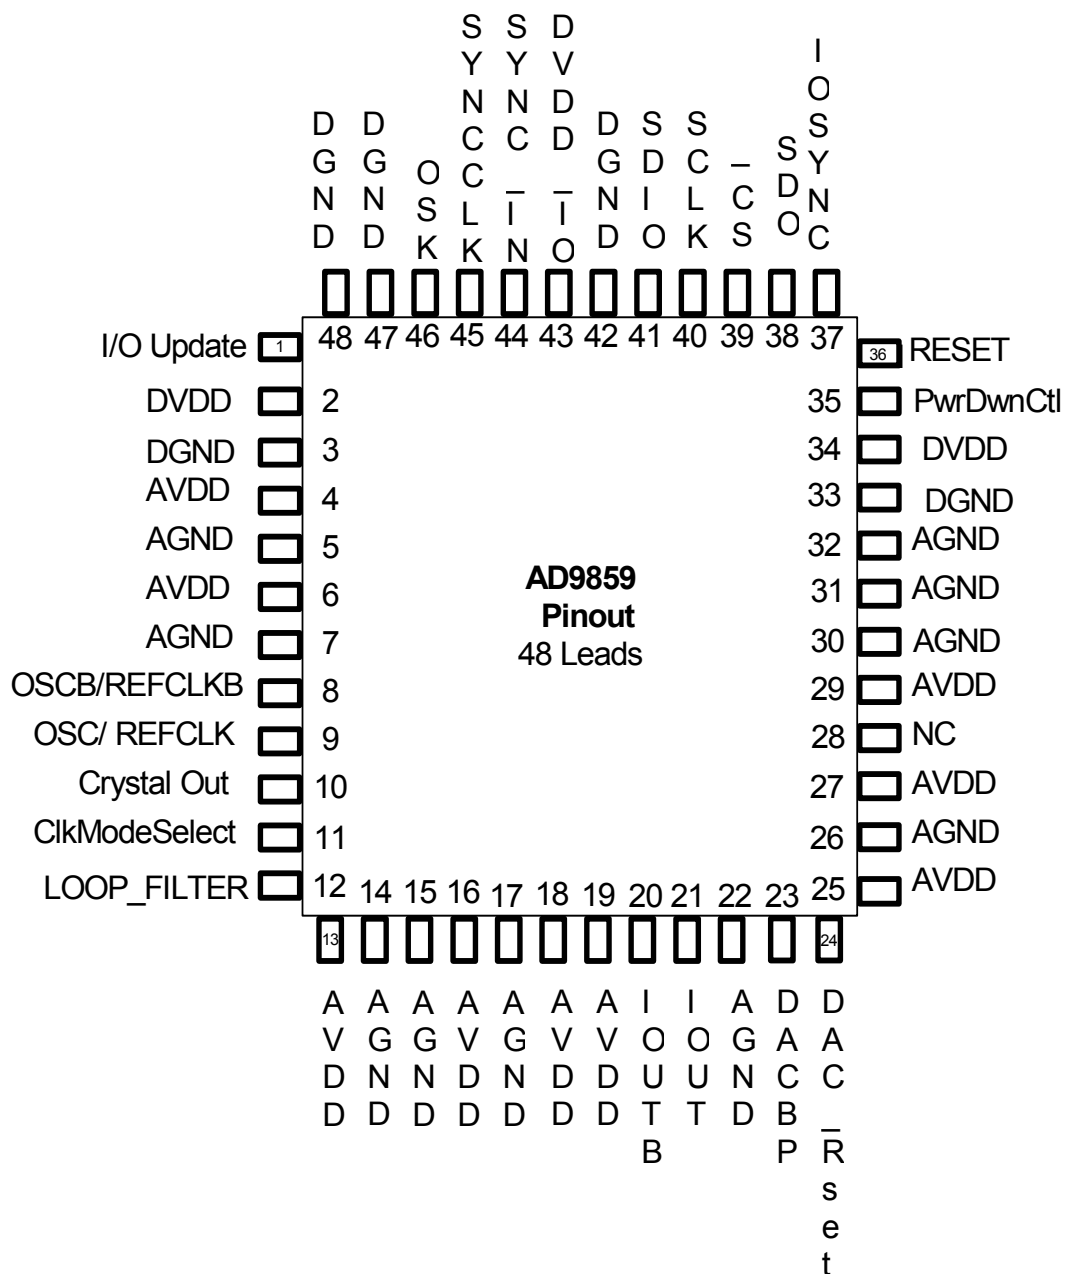 DGND
DGND
OSK
SYNCCLK
SYNC_IN
DVDD_IO
DGND
SDIO
SCLK
_CS
SDO
IOSYNC
48 47 46 45 44 43 42 41 40 39 38 37
I/O Update 1
36 RESET
DVDD 2
35 PwrDwnCtl
DGND 3
34 DVDD
AVDD 4
33 DGND
AGND 5
32 AGND
AVDD 6
31 AGND
AGND 7
30 AGND
OSCB/REFCLKB 8
29 AVDD
OSC/ REFCLK 9
28 NC
Crystal Out 10
27 AVDD
ClkModeSelect 11
26 AGND
LOOP_FILTER 12
25 AVDD
AD9859
Pinout
48 Leads
14 15 16 17 18 19 20 21 22 23
13
24
AVDD
AGND
AGND
AVDD
AGND
AVDD
AVDD
IOUTB
IOUT
AGND
DACBP
DAC_Rset